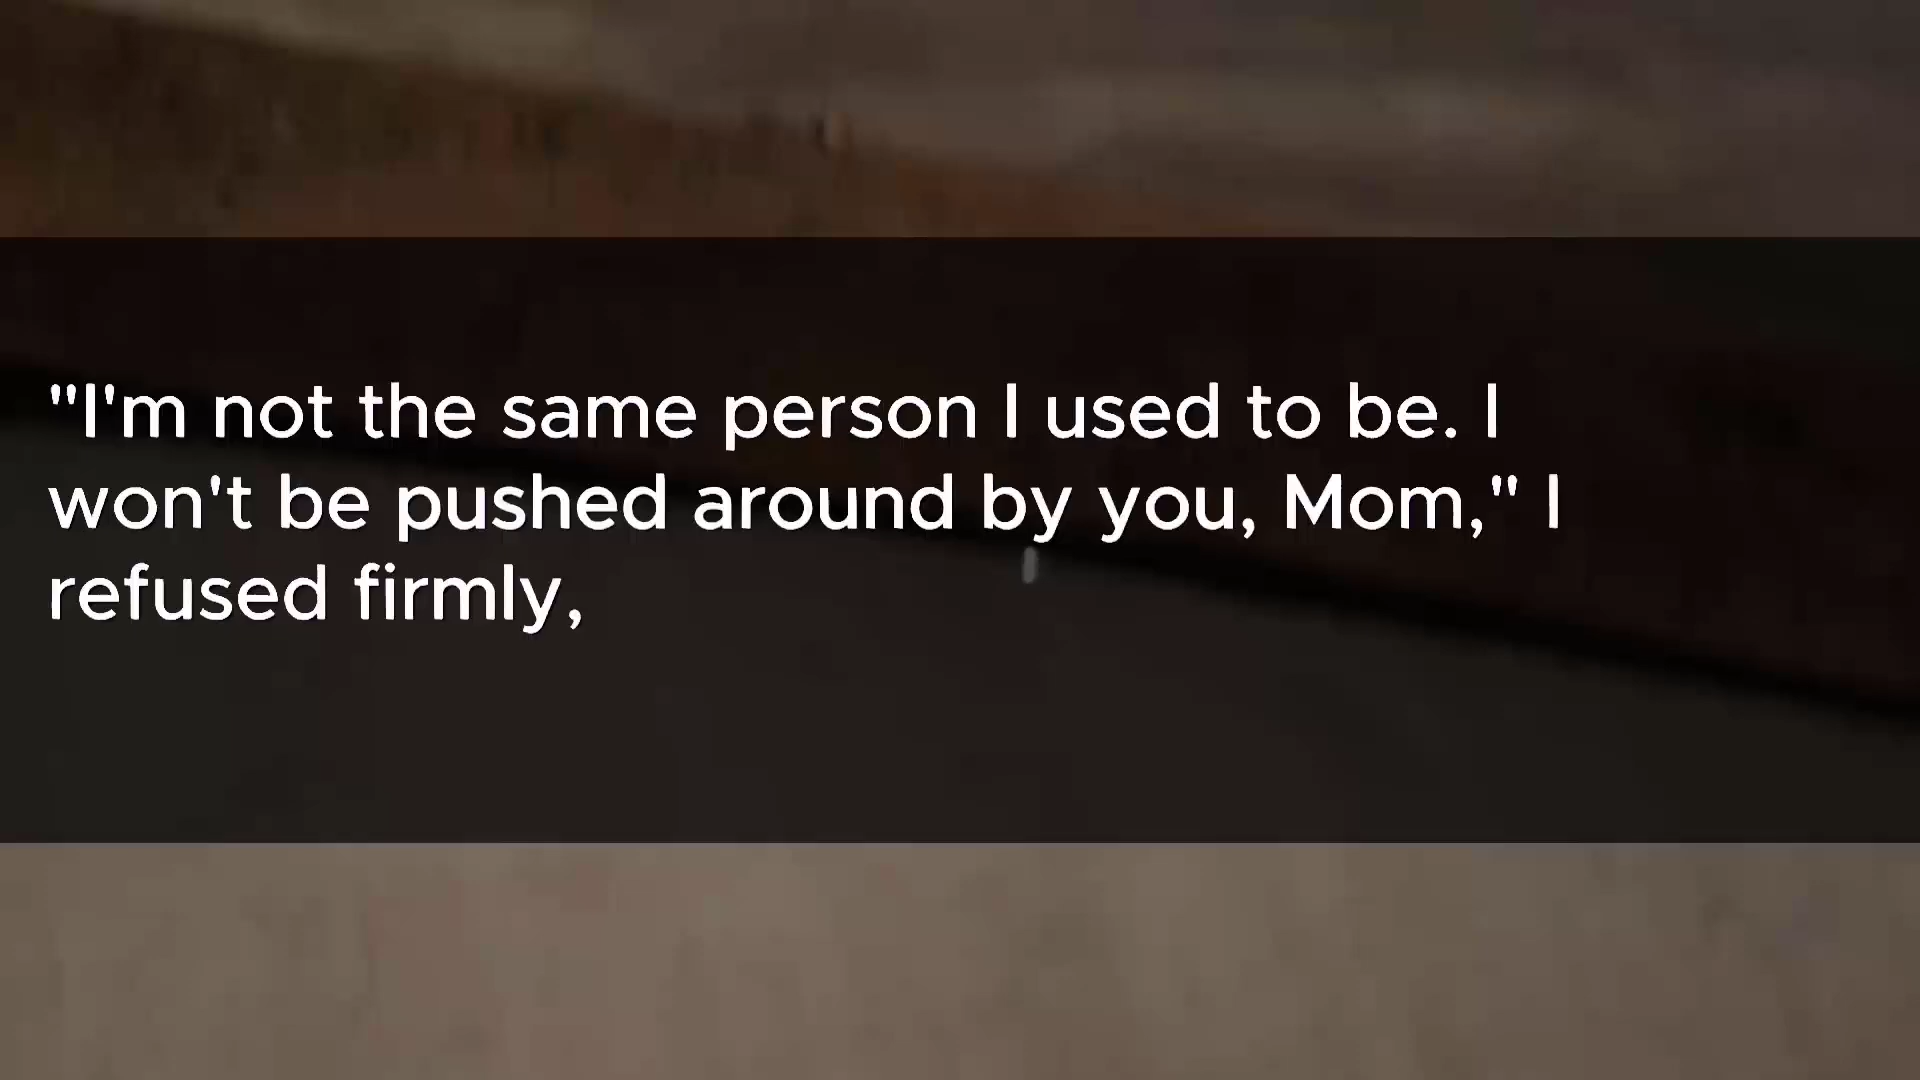 "I'm not the same person I used to be. I
won't be pushed around by you, Mom," I
refused firmly,